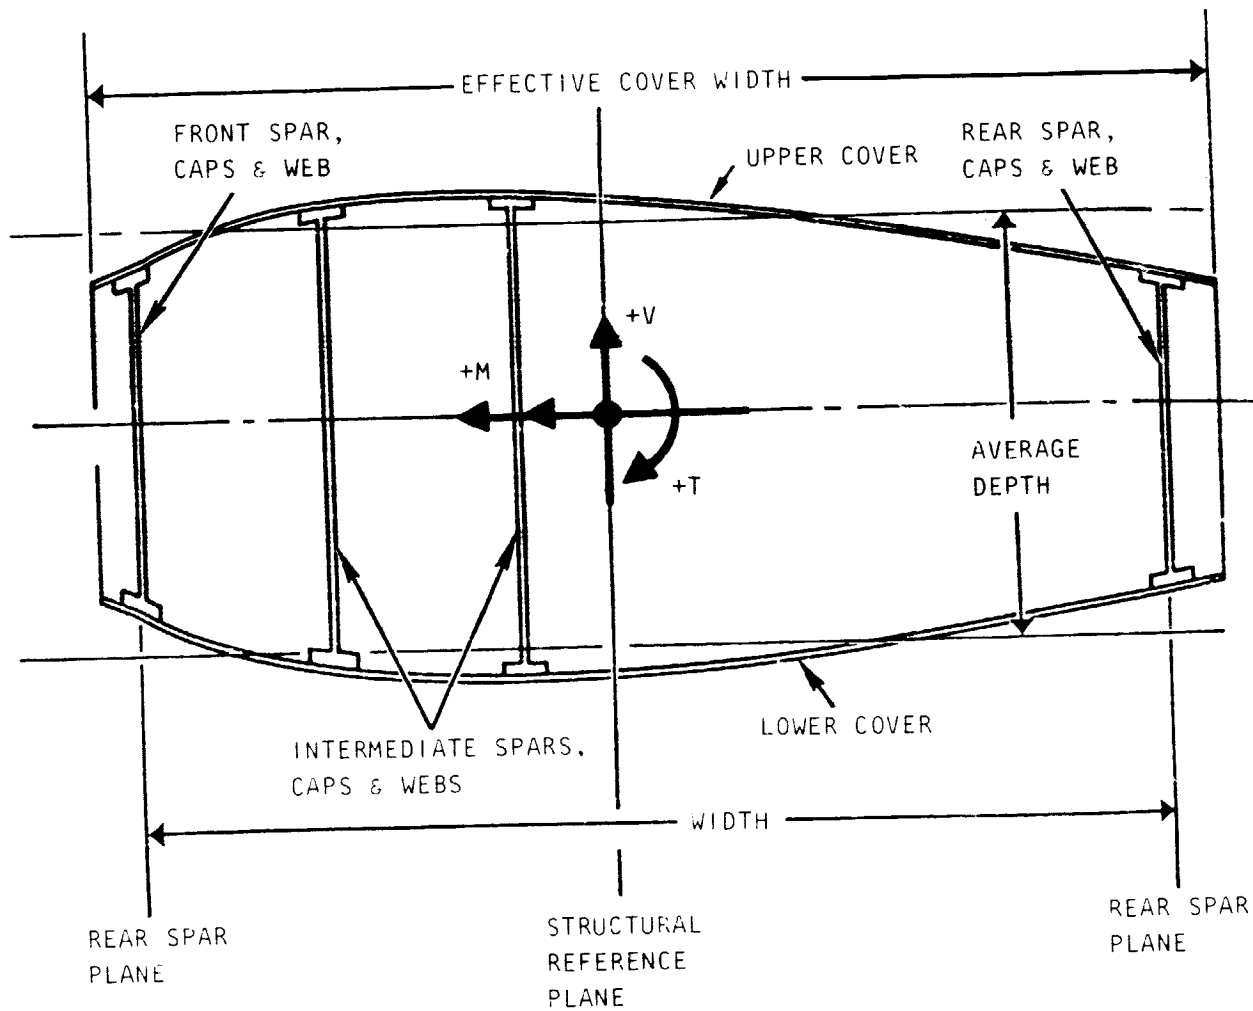 EFFECTIVE COVER WIDTH
FRONT SPAR,
CAPS & WEB
UPPER COVER
REAR SPAR,
CAPS & WEB
+V
+M
+T
AVERAGE
DEPTH
LOWER COVER
INTERMEDIATE SPARS,
CAPS & WEBS
WIDTH
REAR SPAR
PLANE
STRUCTURAL
REFERENCE
PLANE
REAR SPAR
PLANE